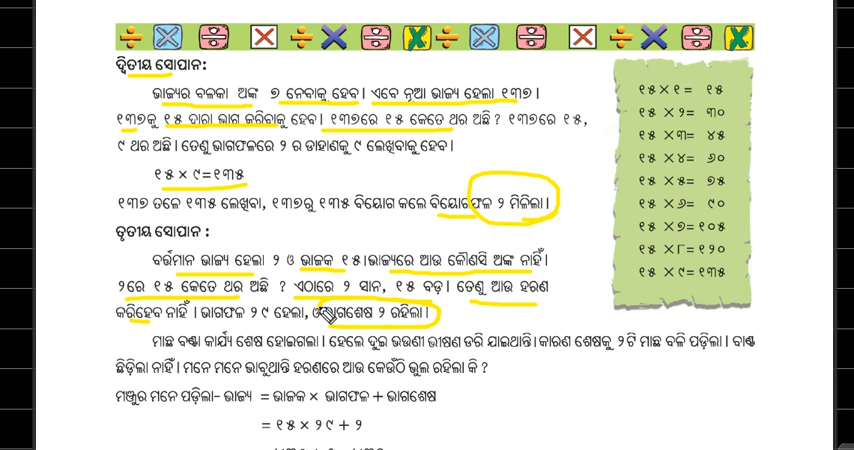 ଦ୍ୱିତୀୟ ସୋପାନ :
ଭାଜ୍ୟର ବଳକା ଅଙ୍କ ୭ ନେବାକୁ ହେବ। ଏବେ ନୂଆ ଭାଜ୍ୟ ହେଲା ୧୩୭।
୧୩୭କୁ ୧୫ ଦ୍ୱାରା ଭାଗ କରିବାକୁ ହେବ। ୧୩୭ରେ ୧୫ କେତେ ଥର ଅଛି ? ୧୩୭ରେ ୧୫,
୯ ଥର ଅଛି। ତେଣୁ ଭାଗଫଳରେ ୨ ର ଡାହାଣକୁ ୯ ଲେଖିବାକୁ ହେବ।
୧୫ × ୯ = ୧୩୫
୧୩୭ ତଳେ ୧୩୫ ଲେଖିବା, ୧୩୭ରୁ ୧୩୫ ବିୟୋଗ କଲେ ବିୟୋଗଫଳ ୨ ମିଳିଲା।
ତୃତୀୟ ସୋପାନ :
ବର୍ତ୍ତମାନ ଭାଜ୍ୟ ହେଲା ୨ ଓ ଭାଜକ ୧୫। ଭାଜ୍ୟରେ ଆଉ କୌଣସି ଅଙ୍କ ନାହିଁ।
୨ରେ ୧୫ କେତେ ଥର ଅଛି ? ଏଠାରେ ୨ ସାନ, ୧୫ ବଡ଼। ତେଣୁ ଆଉ ହରଣ
କରିହେବ ନାହିଁ। ଭାଗଫଳ ୨୯ ହେଲା, ଓ ଭାଗଶେଷ ୨ ରହିଲା।
ମାଛ ବଣ୍ଟା କାର୍ଯ୍ୟ ଶେଷ ହୋଇଗଲା। ହେଲେ ଦୁଇ ଭଉଣୀ ଭୀଷଣ ଡରି ଯାଇଥାନ୍ତି। କାରଣ ଶେଷକୁ ୨ଟି ମାଛ ବଳି ପଡ଼ିଲା। ବାଣ୍ଟ
ଛିଡ଼ିଲା ନାହିଁ। ମନେ ମନେ ଭାବୁଥାନ୍ତି ହରଣରେ ଆଉ କେଉଁଠି ଭୁଲ ରହିଲା କି ?
ମଞ୍ଜୁର ମନେ ପଡ଼ିଲା– ଭାଜ୍ୟ = ଭାଜକ × ଭାଗଫଳ + ଭାଗଶେଷ
= ୧୫ × ୨୯ + ୨
୧୫ × ୧ = ୧୫
୧୫ × ୨ = ୩୦
୧୫ × ୩ = ୪୫
୧୫ × ୪ = ୬୦
୧୫ × ୫ = ୭୫
୧୫ × ୬ = ୯୦
୧୫ × ୭ = ୧୦୫
୧୫ × ୮ = ୧୨୦
୧୫ × ୯ = ୧୩୫